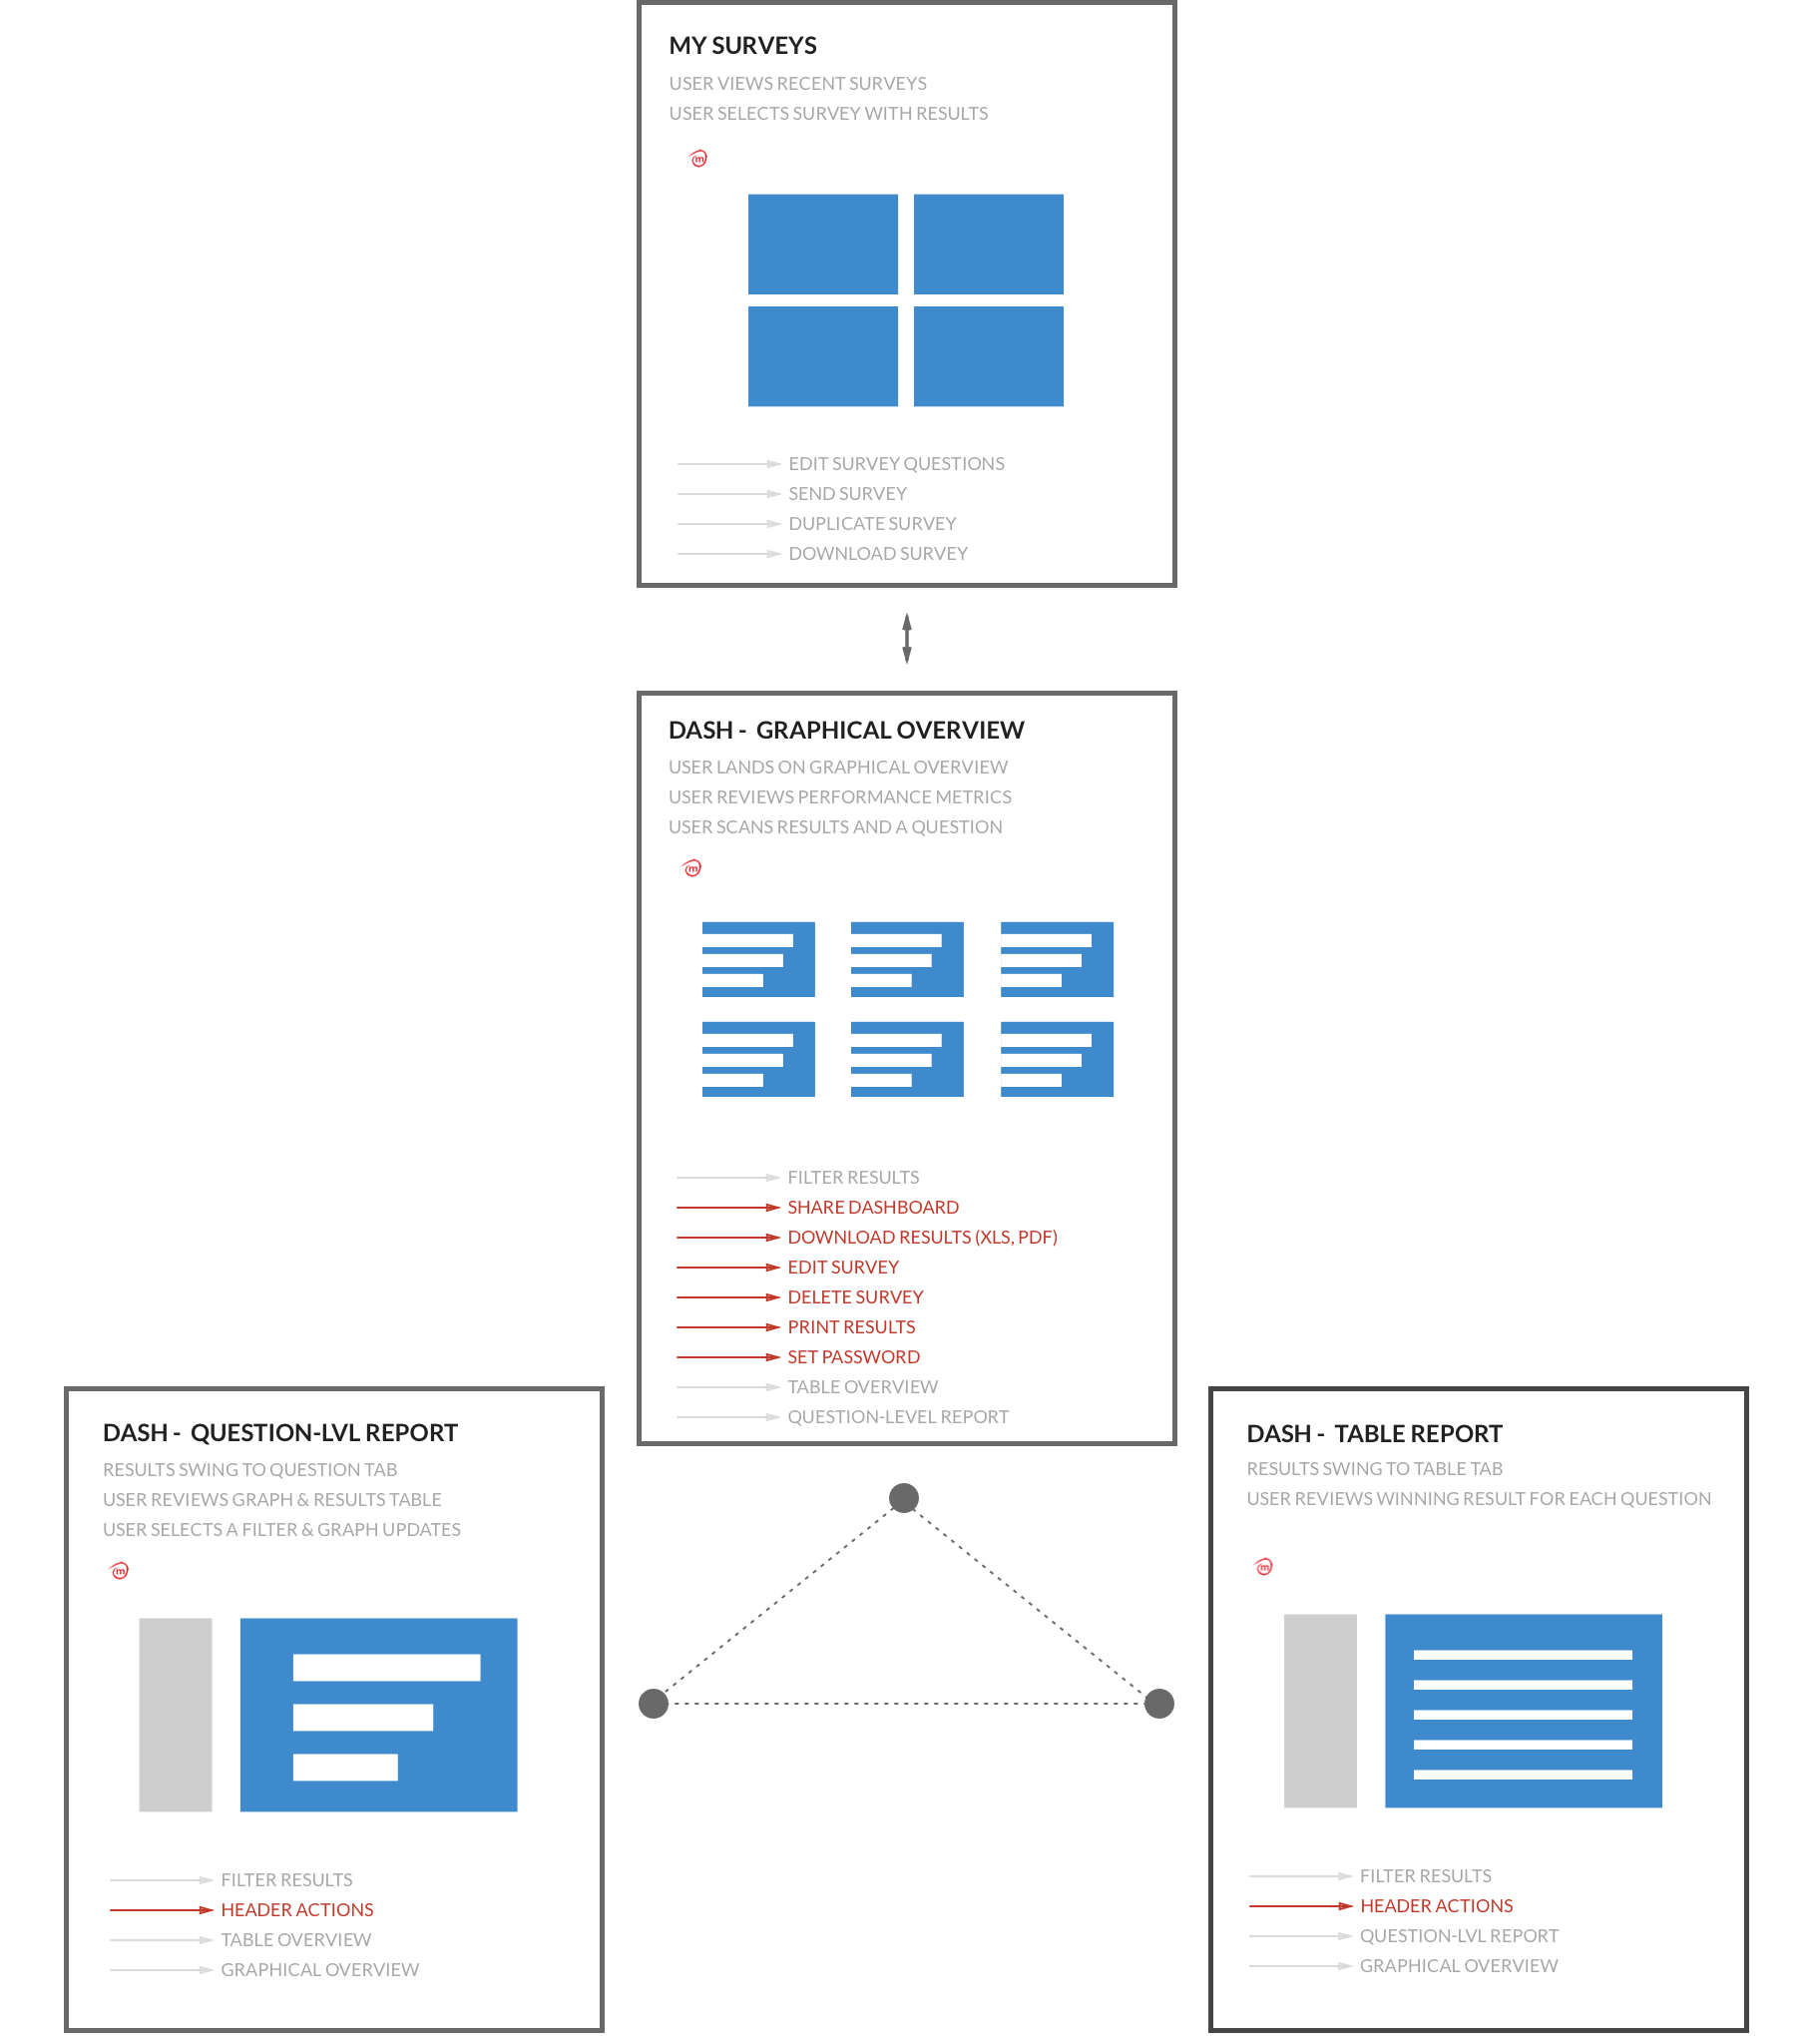 MY SURVEYS
USER VIEWS RECENT SURVEYS
USER SELECTS SURVEY WITH RESULTS
m
EDIT SURVEY QUESTIONS
SEND SURVEY
DUPLICATE SURVEY
DOWNLOAD SURVEY
DASH - GRAPHICAL OVERVIEW
USER LANDS ON GRAPHICAL OVERVIEW
USER REVIEWS PERFORMANCE METRICS
USER SCANS RESULTS AND A QUESTION
m
FILTER RESULTS
SHARE DASHBOARD
DOWNLOAD RESULTS (XLS, PDF)
EDIT SURVEY
DELETE SURVEY
PRINT RESULTS
SET PASSWORD
TABLE OVERVIEW
QUESTION-LEVEL REPORT
DASH - QUESTION-LVL REPORT
RESULTS SWING TO QUESTION TAB
USER REVIEWS GRAPH & RESULTS TABLE
USER SELECTS A FILTER & GRAPH UPDATES
m
FILTER RESULTS
HEADER ACTIONS
TABLE OVERVIEW
GRAPHICAL OVERVIEW
DASH - TABLE REPORT
RESULTS SWING TO TABLE TAB
USER REVIEWS WINNING RESULT FOR EACH QUESTION
m
FILTER RESULTS
HEADER ACTIONS
QUESTION-LVL REPORT
GRAPHICAL OVERVIEW